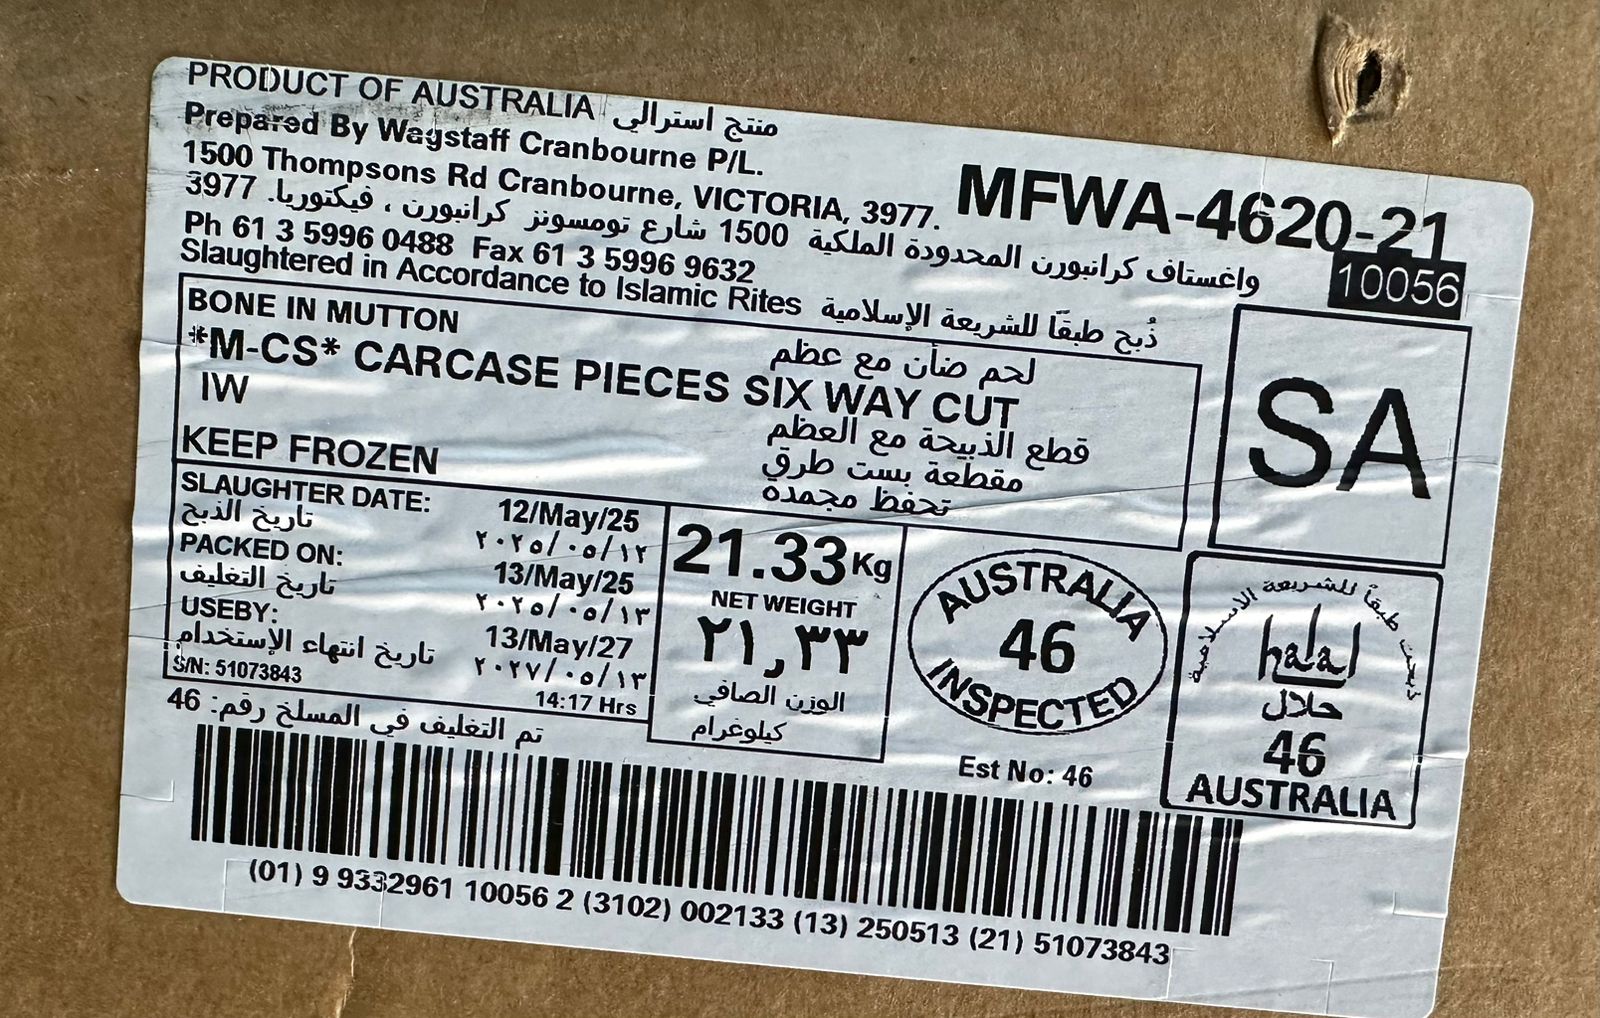 PRODUCT OF AUSTRALIA منتج استرالي
Prepared By Wagstaff Cranbourne P/L.
1500 Thompsons Rd Cranbourne, VICTORIA, 3977.
واغستاف كرانبورن المحدودة الملكية 1500 شارع تومسونز كرانبورن ، فيكتوريا. 3977
Ph 61 3 5996 0488 Fax 61 3 5996 9632
Slaughtered in Accordance to Islamic Rites ذُبح طبقًا للشريعة الإسلامية
MFWA-4620-21
10056
BONE IN MUTTON
لحم ضأن مع عظم
*M-CS* CARCASE PIECES SIX WAY CUT
IW
قطع الذبيحة مع العظم
مقطعة بست طرق
KEEP FROZEN
تحفظ مجمده
SA
SLAUGHTER DATE: 12/May/25
تاريخ الذبح ٢٠٢٥/٠٥/١٢
PACKED ON: 13/May/25
تاريخ التغليف ٢٠٢٥/٠٥/١٣
USEBY: 13/May/27
تاريخ انتهاء الإستخدام ٢٠٢٧/٠٥/١٣
S/N: 51073843
14:17 Hrs
21.33Kg
NET WEIGHT
٢١,٣٣
الوزن الصافي
كيلوغرام
AUSTRALIA
46
INSPECTED
Est No: 46
ذبحت طبقاً للشريعة الاسلامية
halal
حلال
46
AUSTRALIA
تم التغليف في المسلخ رقم: 46
(01) 9 9332961 10056 2 (3102) 002133 (13) 250513 (21) 51073843